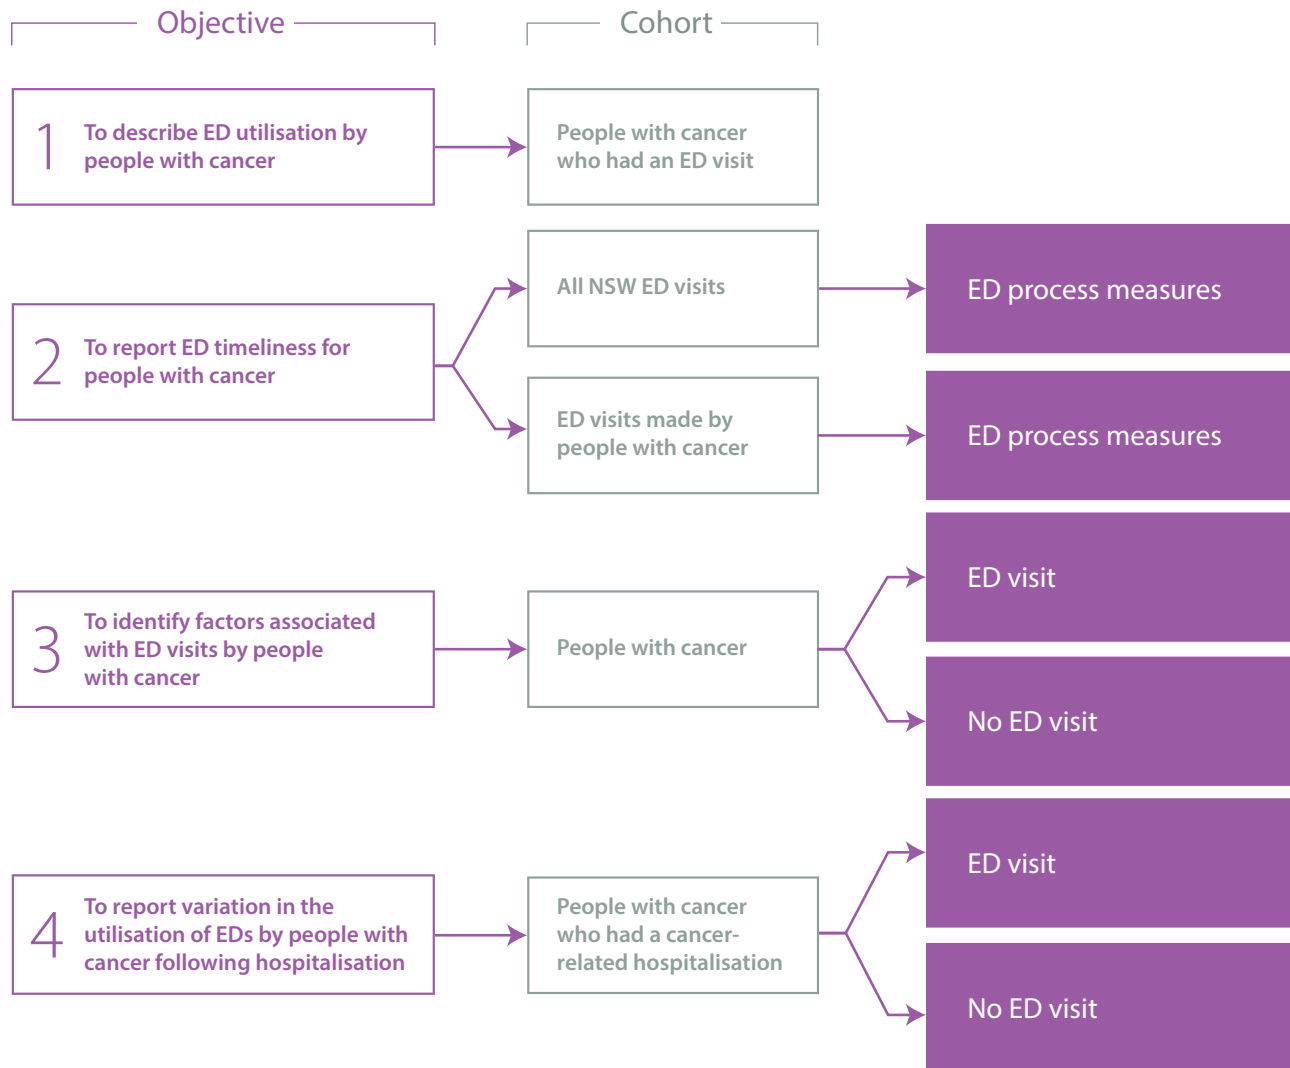 Objective
Cohort
1
To describe ED utilisation by
people with cancer
People with cancer
who had an ED visit
2
To report ED timeliness for
people with cancer
All NSW ED visits
ED process measures
ED visits made by
people with cancer
ED process measures
3
To identify factors associated
with ED visits by people
with cancer
People with cancer
ED visit
No ED visit
4
To report variation in the
utilisation of EDs by people with
cancer following hospitalisation
People with cancer
who had a cancer-
related hospitalisation
ED visit
No ED visit